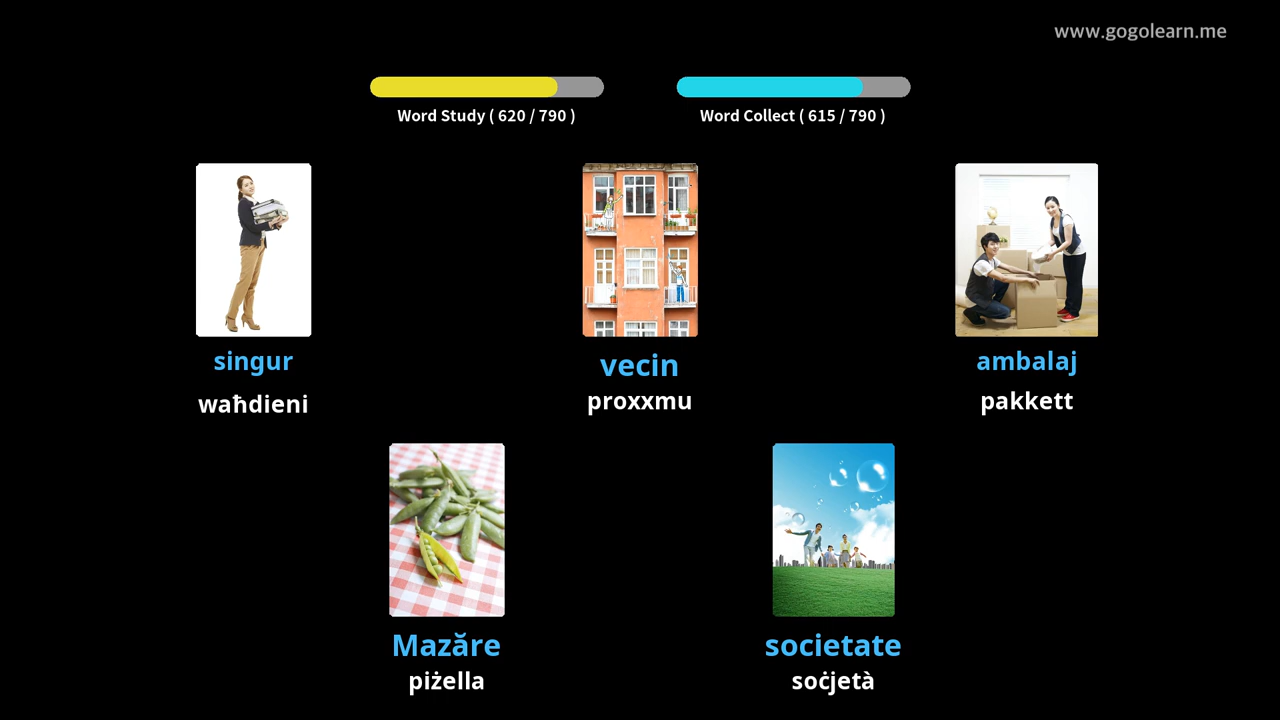 www.gogolearn.me
Word Study ( 620 / 790 )
Word Collect ( 615 / 790 )
singur
waħdieni
vecin
proxxmu
ambalaj
pakkett
Mazăre
piżella
societate
soċjetà